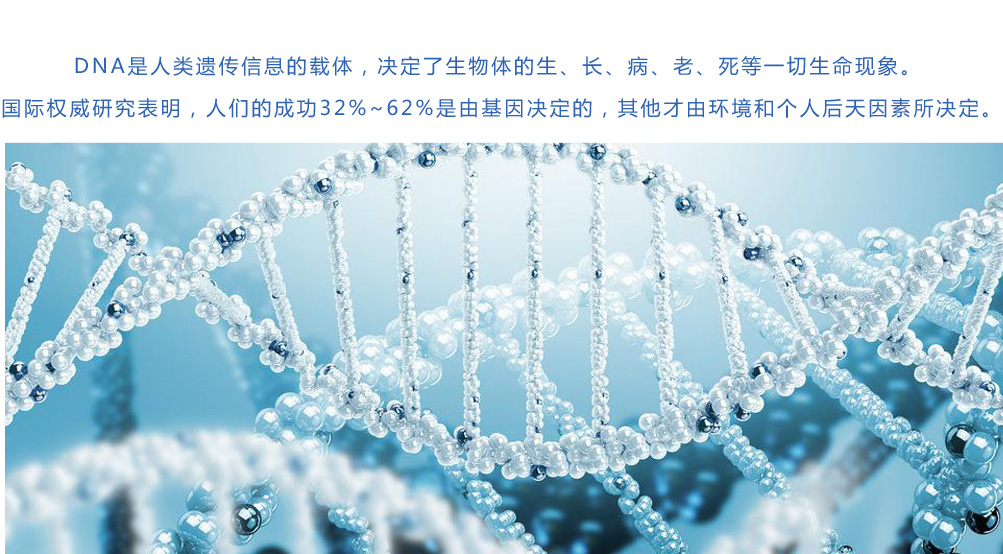 DNA是人类遗传信息的载体，决定了生物体的生、长、病、老、死等一切生命现象。
国际权威研究表明，人们的成功32%~62%是由基因决定的，其他才由环境和个人后天因素所决定。